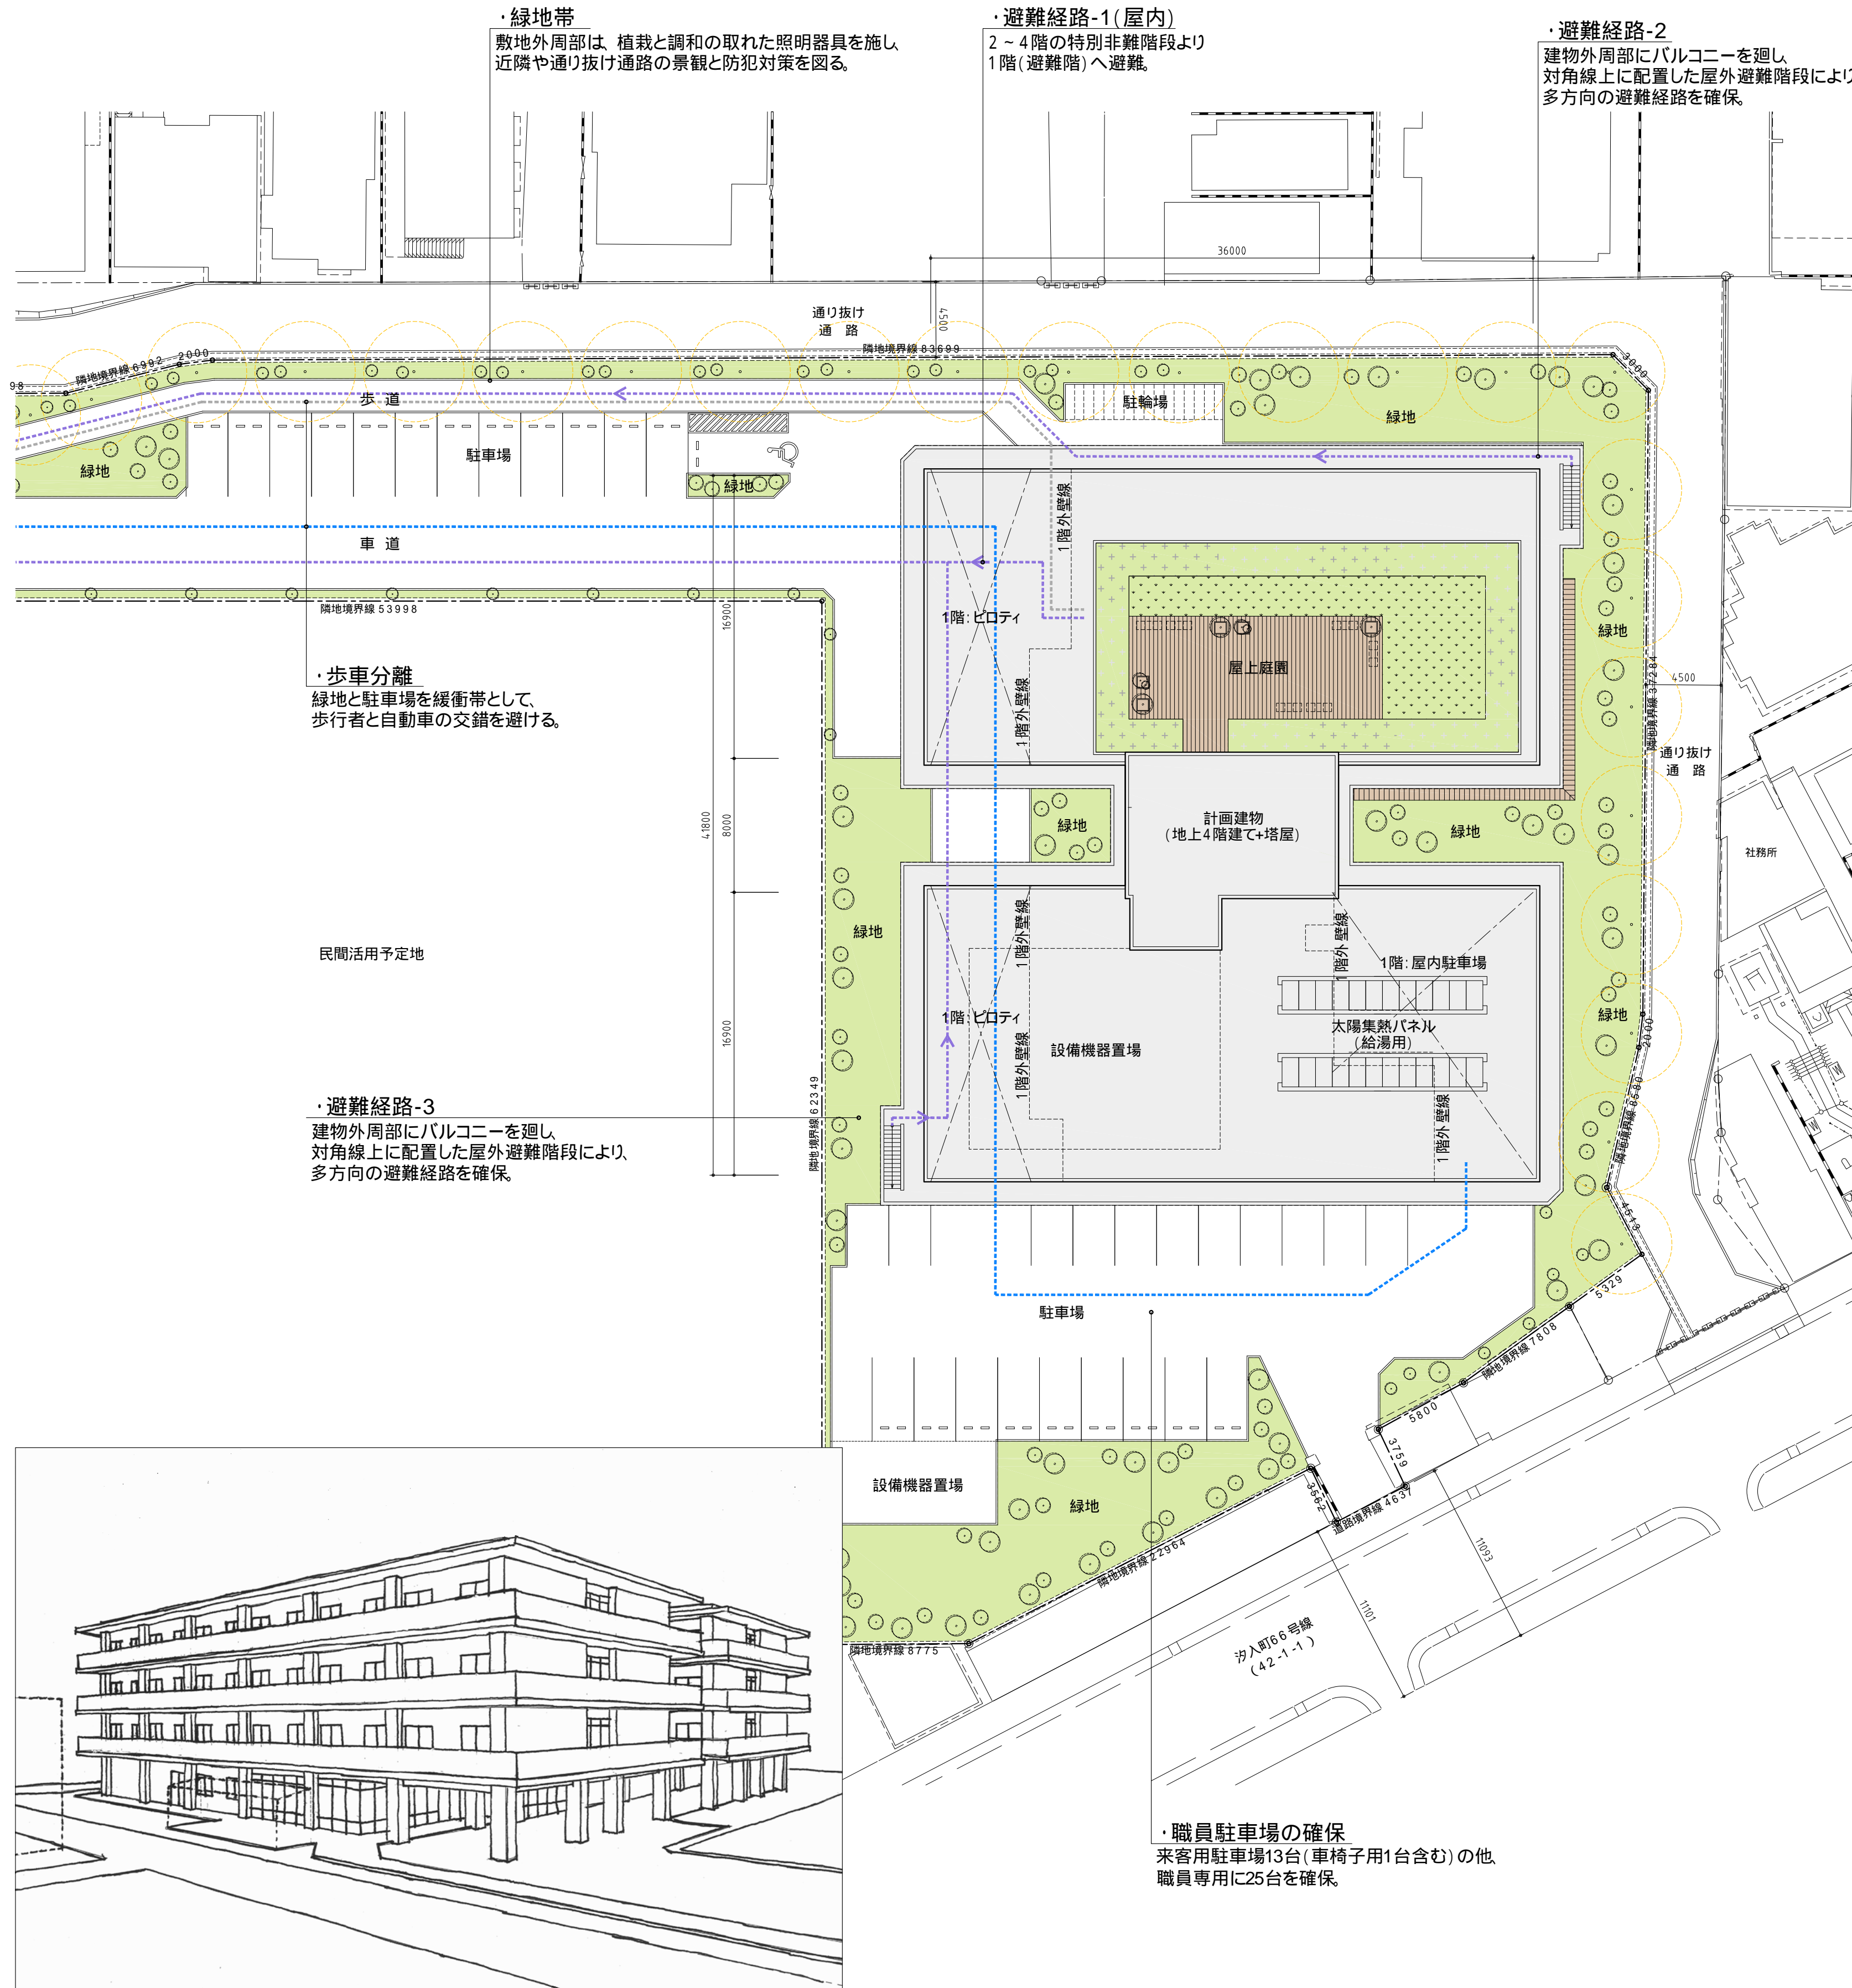 ・緑地帯
敷地外周部は、植栽と調和の取れた照明器具を施し、
近隣や通り抜け通路の景観と防犯対策を図る。
・避難経路-1(屋内)
2～4階の特別非難階段より
1階(避難階)へ避難。
・避難経路-2
建物外周部にバルコニーを廻し、
対角線上に配置した屋外避難階段により
多方向の避難経路を確保。
36000
4500
通り抜け
通 路
98
隣地境界線 6992
2000
隣地境界線 83699
3000
歩 道
駐輪場
緑地
緑地
駐車場
緑地
車 道
隣地境界線 53998
1階外壁線
1階:ピロティ
1階外壁線
屋上庭園
緑地
隣地境界線 37284
4500
通り抜け
通 路
16900
41800
8000
16900
・歩車分離
緑地と駐車場を緩衝帯として、
歩行者と自動車の交錯を避ける。
緑地
計画建物
(地上4階建て+塔屋)
緑地
社務所
緑地
民間活用予定地
1階外壁線
1階外壁線
1階:屋内駐車場
1階:ピロティ
1階外壁線
設備機器置場
太陽集熱パネル
(給湯用)
1階外壁線
緑地
2000
隣地境界線 8580
4513
5329
隣地境界線 7808
5800
3759
・避難経路-3
建物外周部にバルコニーを廻し、
対角線上に配置した屋外避難階段により、
多方向の避難経路を確保。
隣地境界線 62349
駐車場
設備機器置場
緑地
3562
道路境界線 4637
隣地境界線 22964
隣地境界線 8775
11093
11101
汐入町66号線
(42-1-1)
W
W
・職員駐車場の確保
来客用駐車場13台(車椅子用1台含む)の他、
職員専用に25台を確保。